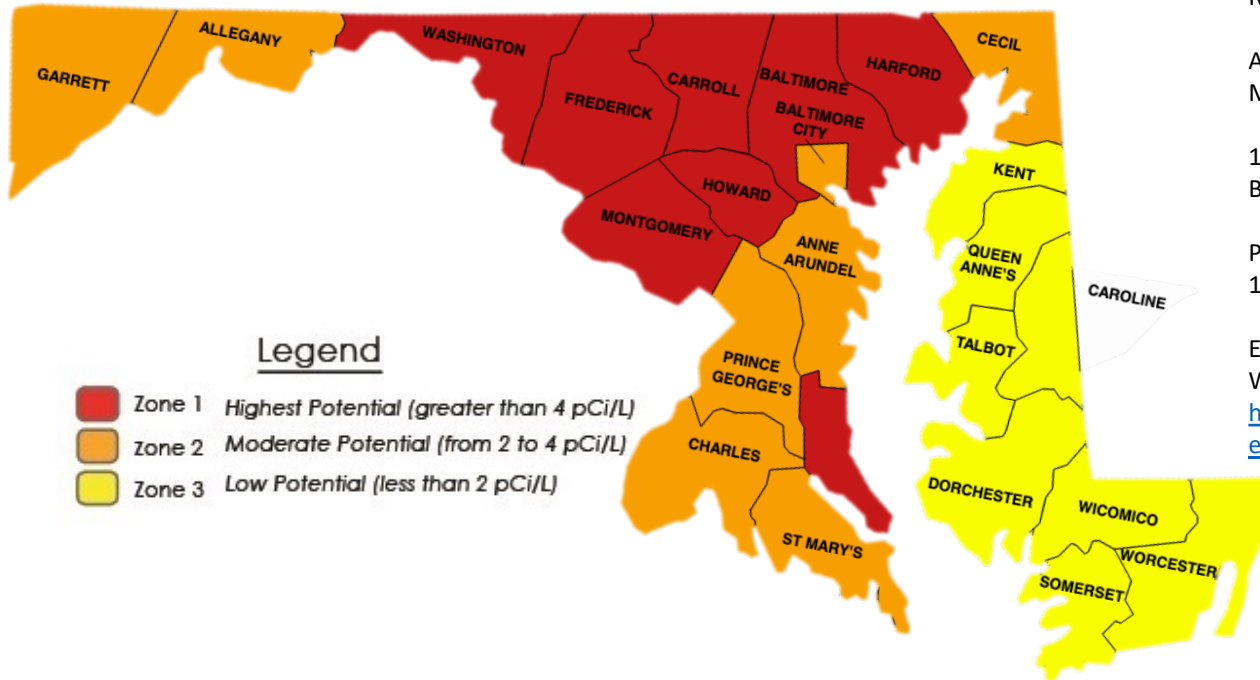 GARRETT
ALLEGANY
WASHINGTON
FREDERICK
CARROLL
BALTIMORE
BALTIMORE
CITY
HARFORD
CECIL
HOWARD
MONTGOMERY
ANNE
ARUNDEL
KENT
QUEEN
ANNE'S
CAROLINE
TALBOT
PRINCE
GEORGE'S
CHARLES
ST MARY'S
DORCHESTER
WICOMICO
WORCESTER
SOMERSET
Legend
Zone 1 Highest Potential (greater than 4 pCi/L)
Zone 2 Moderate Potential (from 2 to 4 pCi/L)
Zone 3 Low Potential (less than 2 pCi/L)
A
M
1
B
P
1
E
W
h
e